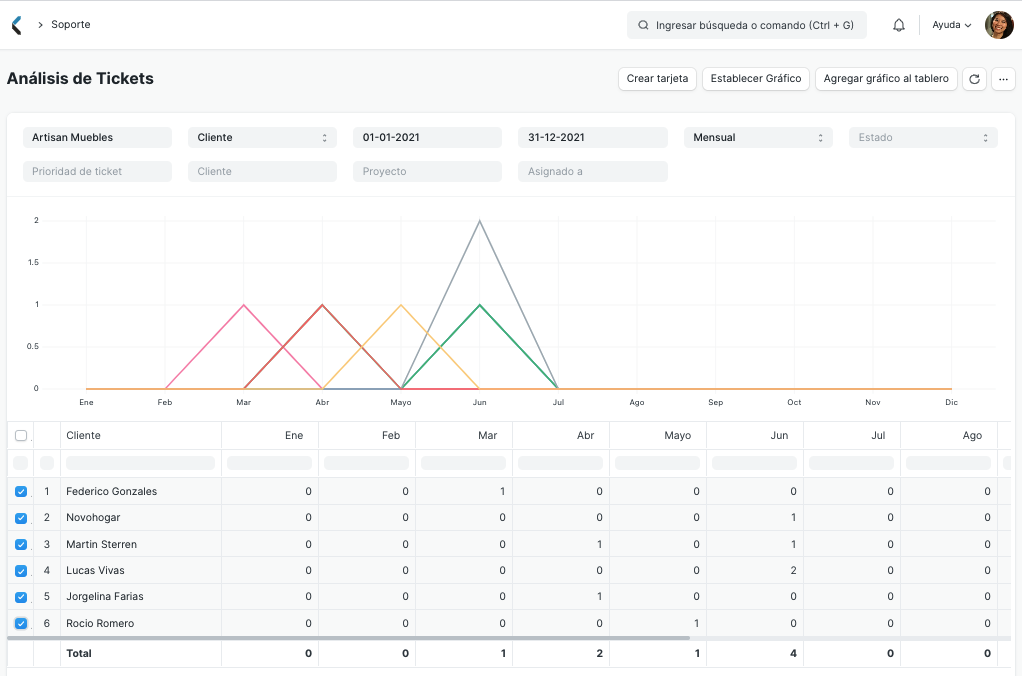 Soporte
Ingresar búsqueda o comando (Ctrl + G)
Ayuda
Análisis de Tickets
Crear tarjeta
Establecer Gráfico
Agregar gráfico al tablero
...
Artisan Muebles
Cliente
01-01-2021
31-12-2021
Mensual
Estado
Prioridad de ticket
Cliente
Proyecto
Asignado a
2
1.5
1
0.5
0
Ene Feb Mar Abr Mayo Jun Jul Ago Sep Oct Nov Dic
Cliente Ene Feb Mar Abr Mayo Jun Jul Ago
1 Federico Gonzales 0 0 1 0 0 0 0 0
2 Novohogar 0 0 0 0 0 1 0 0
3 Martin Sterren 0 0 0 1 0 1 0 0
4 Lucas Vivas 0 0 0 0 0 2 0 0
5 Jorgelina Farias 0 0 0 1 0 0 0 0
6 Rocio Romero 0 0 0 0 1 0 0 0
Total 0 0 1 2 1 4 0 0